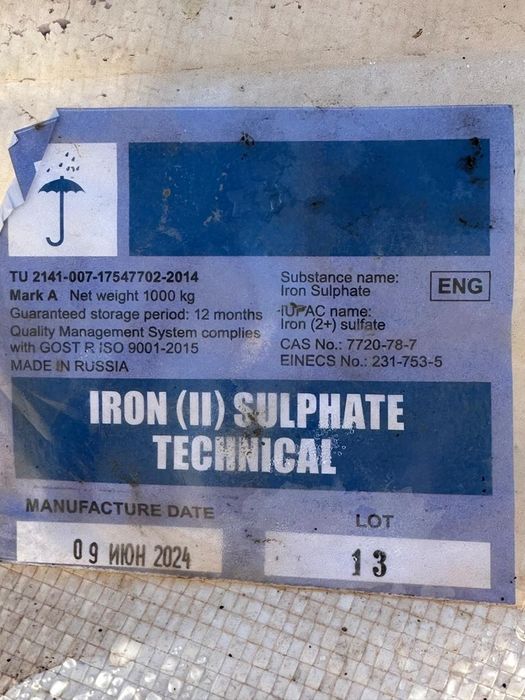 TU 2141-007-17547702-2014
Mark A Net weight 1000 kg
Guaranteed storage period: 12 months
Quality Management System complies
with GOST R ISO 9001-2015
MADE IN RUSSIA
Substance name:
Iron Sulphate
ENG
IUPAC name:
Iron (2+) sulfate
CAS No.: 7720-78-7
EINECS No.: 231-753-5
IRON (II) SULPHATE
TECHNICAL
MANUFACTURE DATE
LOT
09 ИЮН 2024
13